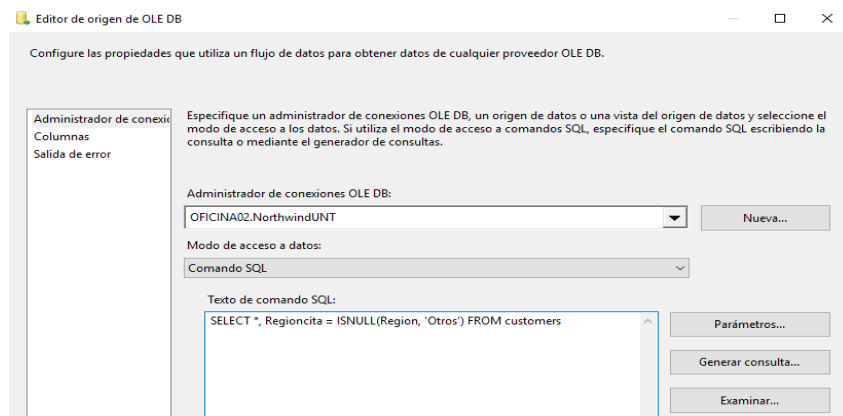 Editor de origen de OLE DB
Configure las propiedades que utiliza un flujo de datos para obtener datos de cualquier proveedor OLE DB.
Administrador de conexic
Columnas
Salida de error
Especifique un administrador de conexiones OLE DB, un origen de datos o una vista del origen de datos y seleccione el
modo de acceso a los datos. Si utiliza el modo de acceso a comandos SQL, especifique el comando SQL escribiendo la
consulta o mediante el generador de consultas.
Administrador de conexiones OLE DB:
OFICINA02.NorthwindUNT
Nueva...
Modo de acceso a datos:
Comando SQL
Texto de comando SQL:
SELECT *, Regioncita = ISNULL(Region, 'Otros') FROM customers
Parámetros...
Generar consulta...
Examinar...